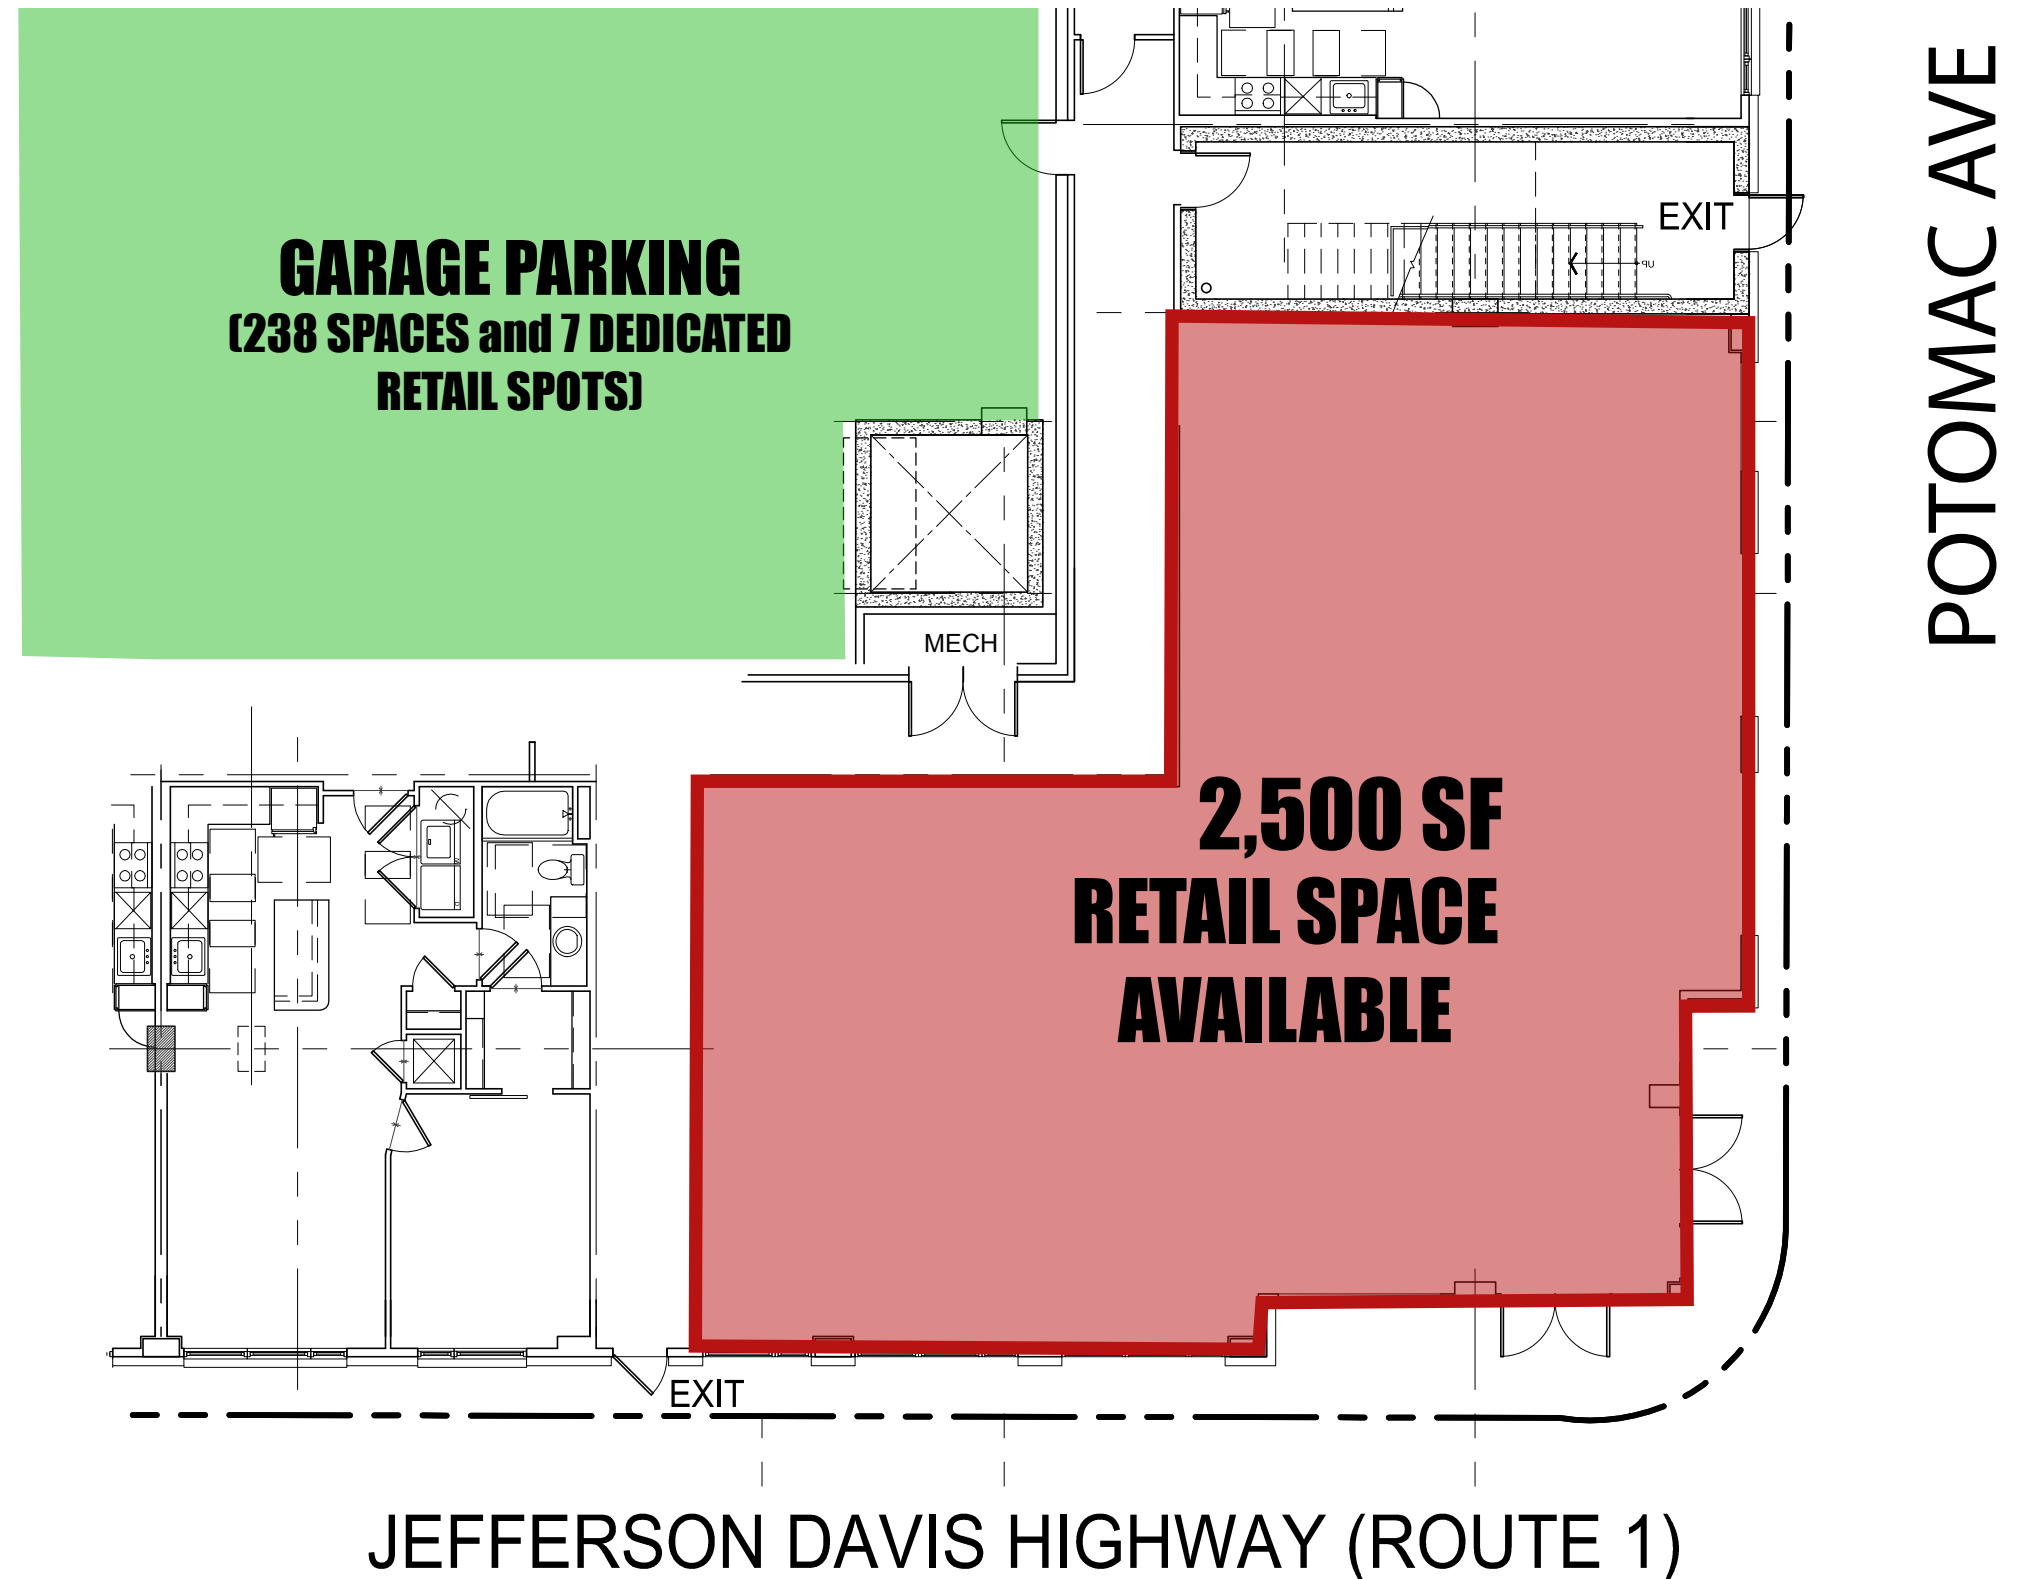 GARAGE PARKING
(238 SPACES and 7 DEDICATED
RETAIL SPOTS)
EXIT
UP
POTOMAC AVE
MECH
2,500 SF
RETAIL SPACE
AVAILABLE
EXIT
JEFFERSON DAVIS HIGHWAY (ROUTE 1)